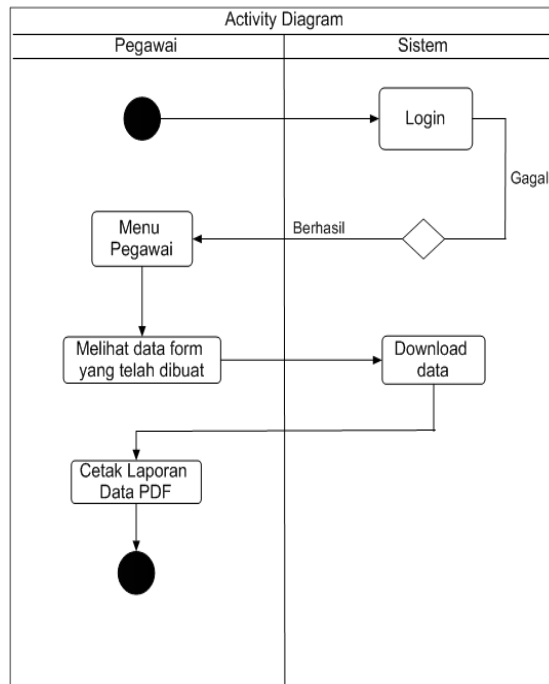 Activity Diagram
Pegawai
Sistem
Login
Gagal
Berhasil
Menu
Pegawai
Melihat data form
yang telah dibuat
Download
data
Cetak Laporan
Data PDF